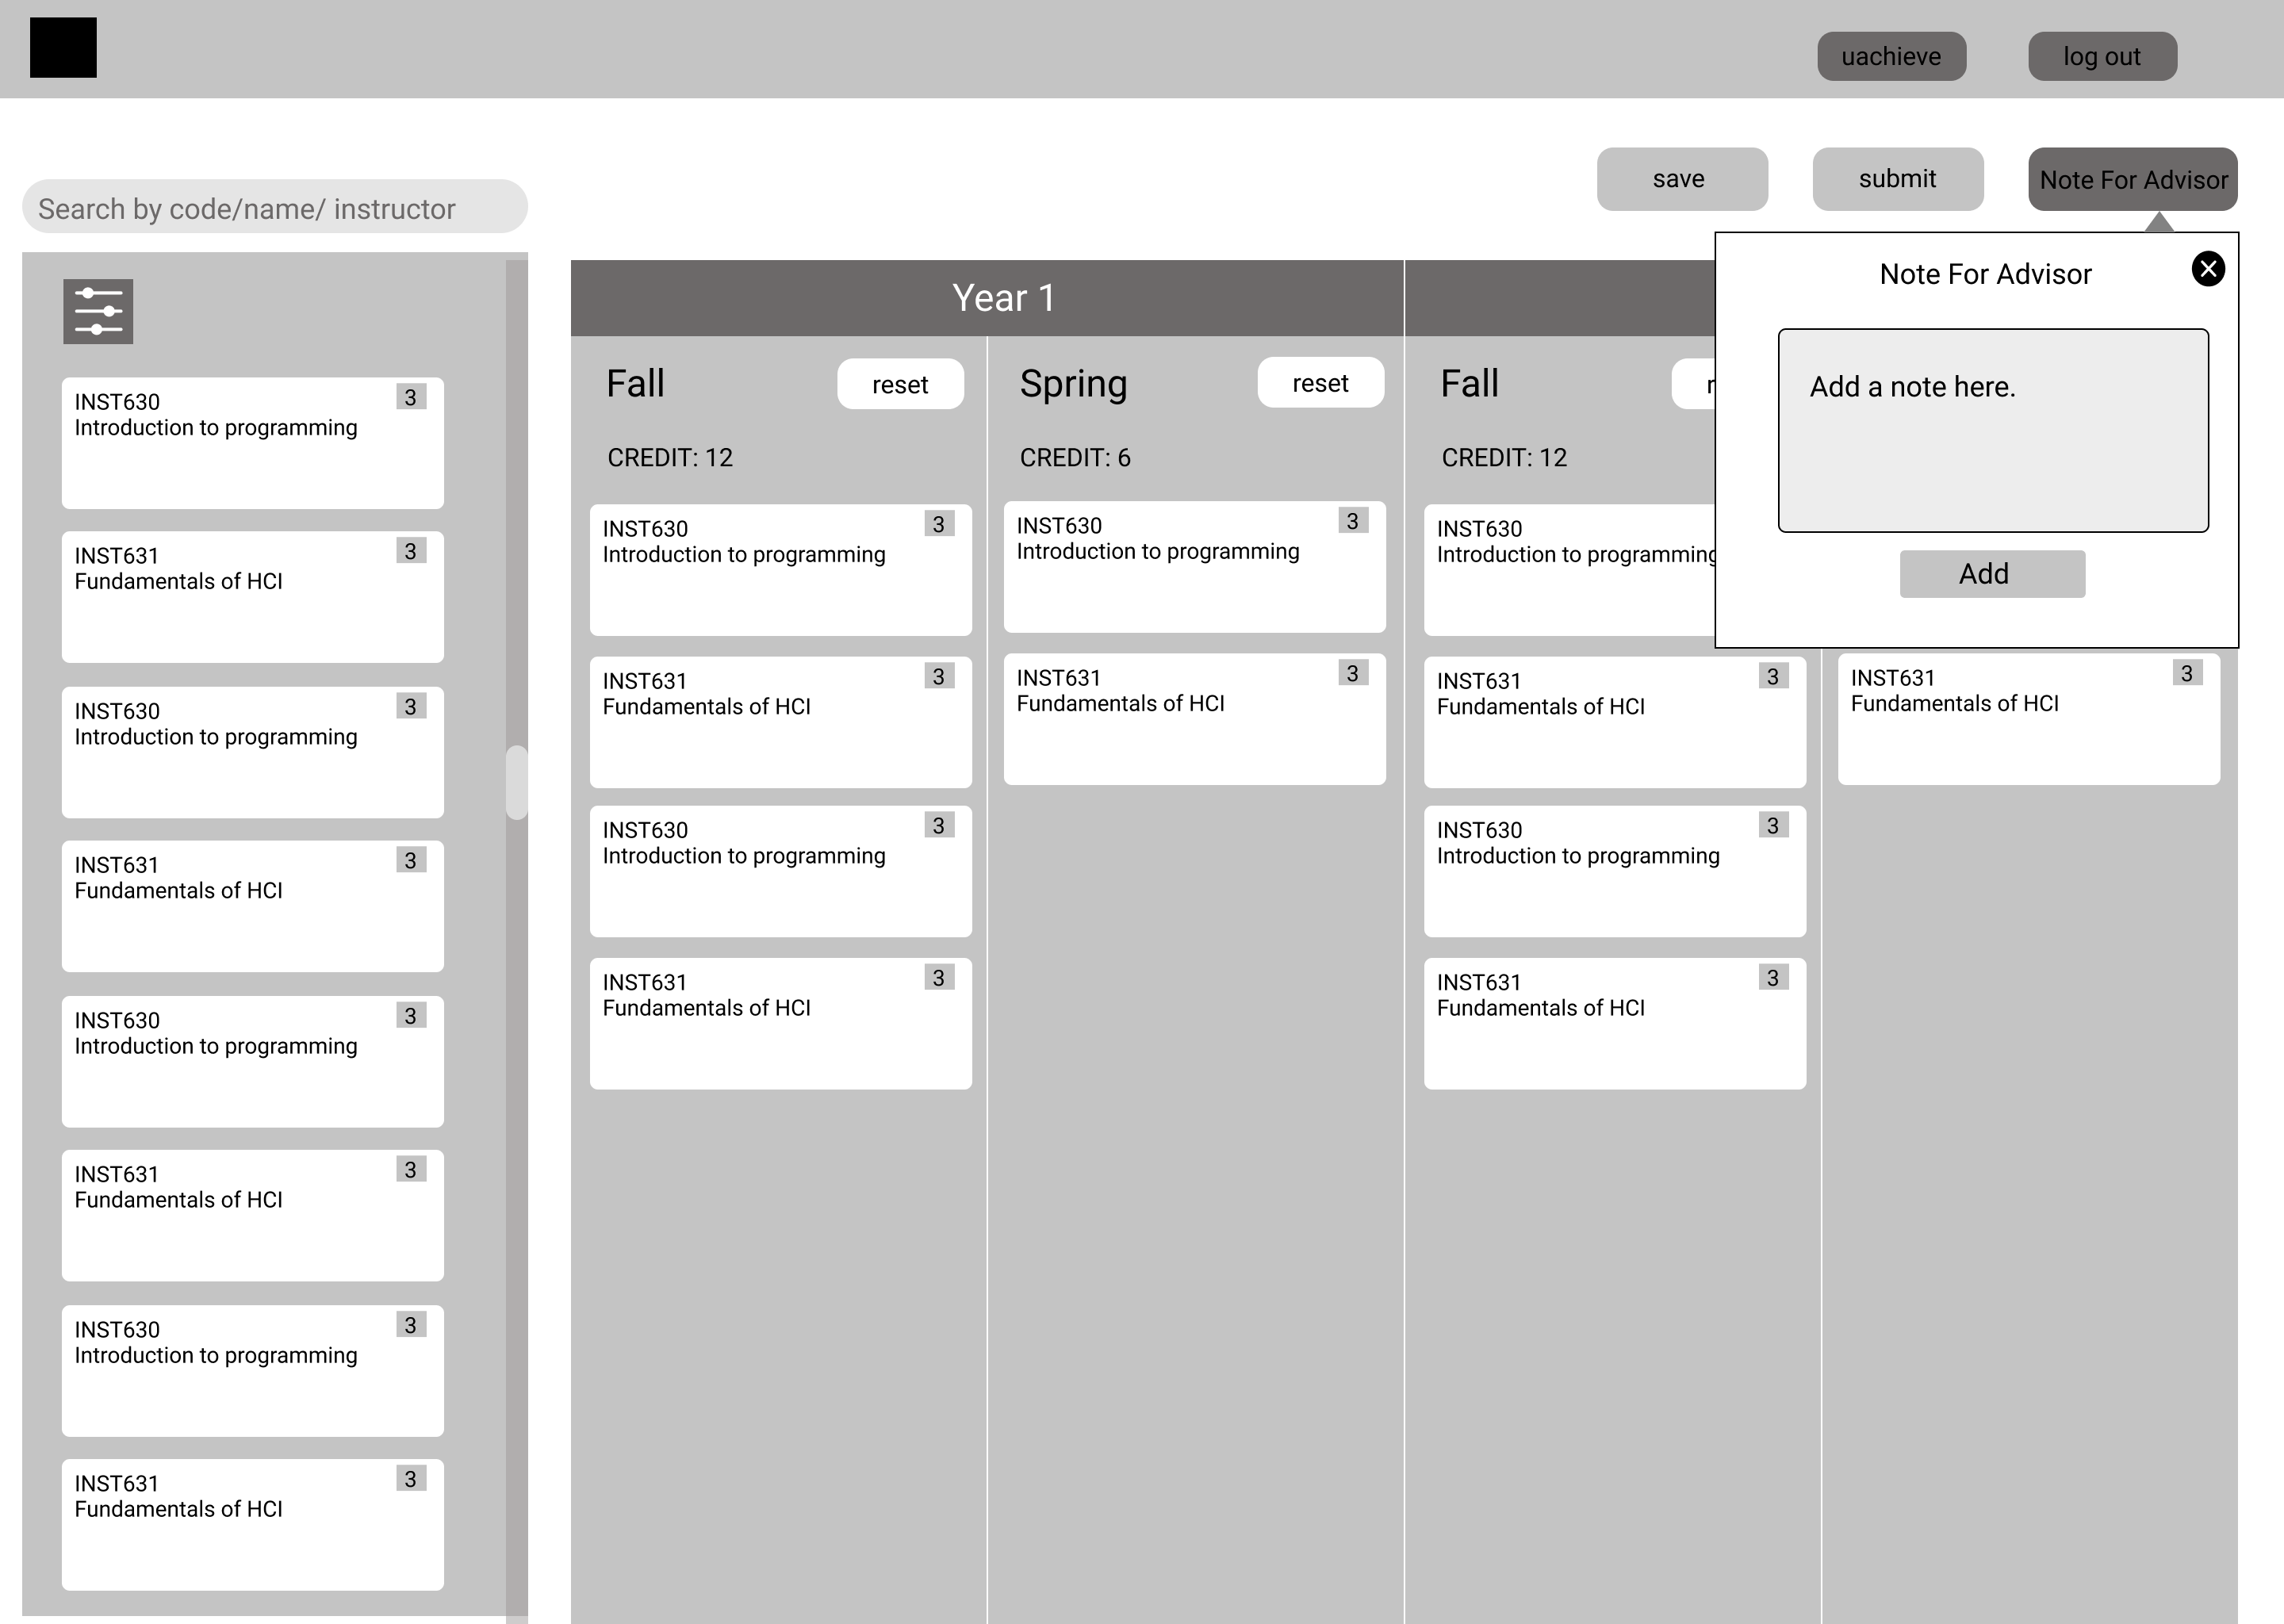 uachieve
log out
save
submit
Note For Advisor
Search by code/name/ instructor
INST630
3
Introduction to programming
INST631
3
Fundamentals of HCI
INST630
3
Introduction to programming
INST631
3
Fundamentals of HCI
INST630
3
Introduction to programming
INST631
3
Fundamentals of HCI
INST630
3
Introduction to programming
INST631
3
Fundamentals of HCI
Year 1
Fall
reset
CREDIT: 12
INST630
3
Introduction to programming
INST631
3
Fundamentals of HCI
INST630
3
Introduction to programming
INST631
3
Fundamentals of HCI
Spring
reset
CREDIT: 6
INST630
3
Introduction to programming
INST631
3
Fundamentals of HCI
Fall
CREDIT: 12
INST630
Introduction to programming
INST631
3
Fundamentals of HCI
INST630
3
Introduction to programming
INST631
3
Fundamentals of HCI
INST631
3
Fundamentals of HCI
Note For Advisor
Add a note here.
Add